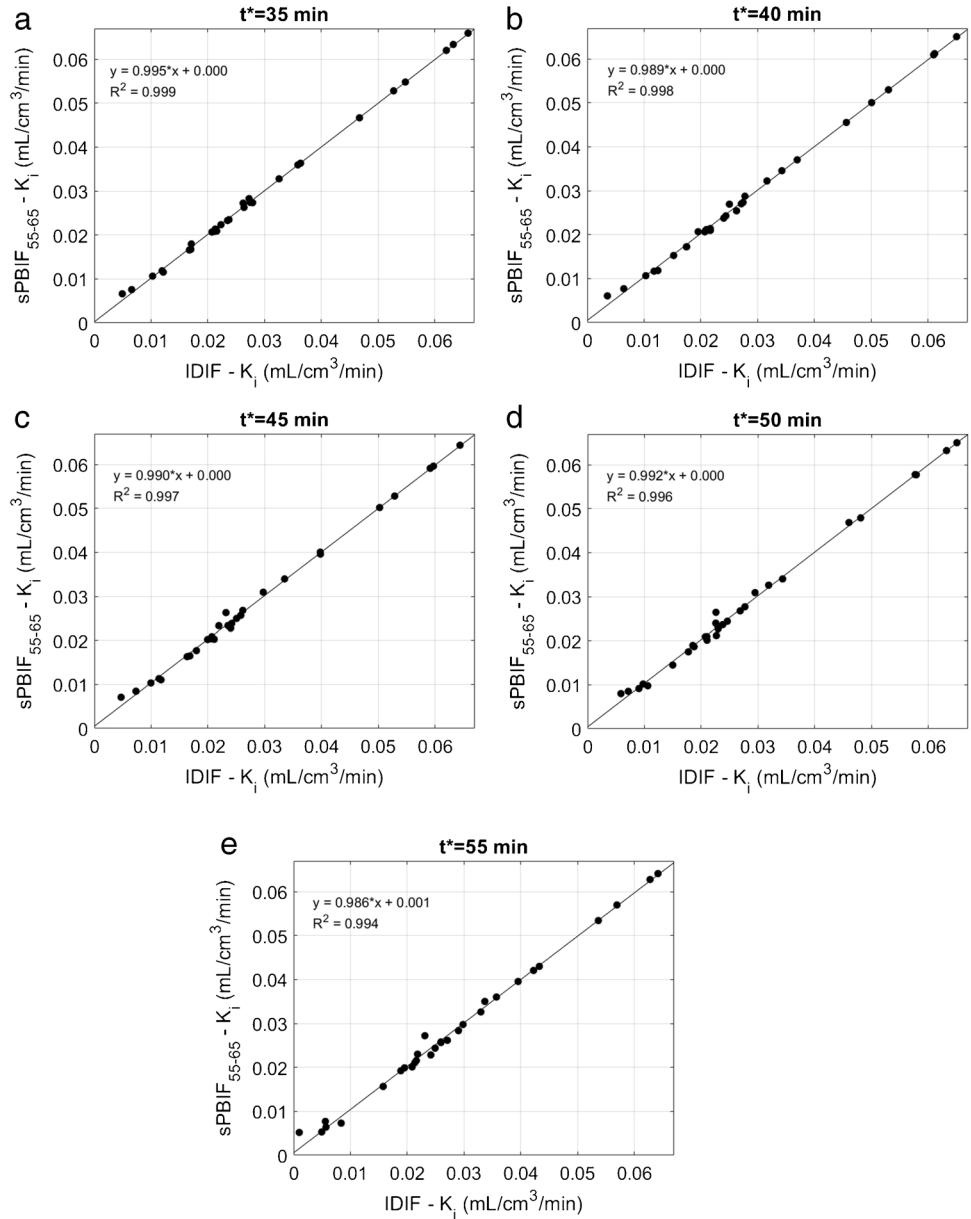 a
t*=35 min
y = 0.995*x + 0.000
R² = 0.999
sPBIF₅₅₋₆₅ - Kᵢ (mL/cm³/min)
0.06
0.05
0.04
0.03
0.02
0.01
0
0 0.01 0.02 0.03 0.04 0.05 0.06
IDIF - Kᵢ (mL/cm³/min)
b
t*=40 min
y = 0.989*x + 0.000
R² = 0.998
sPBIF₅₅₋₆₅ - Kᵢ (mL/cm³/min)
0.06
0.05
0.04
0.03
0.02
0.01
0
0 0.01 0.02 0.03 0.04 0.05 0.06
IDIF - Kᵢ (mL/cm³/min)
c
t*=45 min
y = 0.990*x + 0.000
R² = 0.997
sPBIF₅₅₋₆₅ - Kᵢ (mL/cm³/min)
0.06
0.05
0.04
0.03
0.02
0.01
0
0 0.01 0.02 0.03 0.04 0.05 0.06
IDIF - Kᵢ (mL/cm³/min)
d
t*=50 min
y = 0.992*x + 0.000
R² = 0.996
sPBIF₅₅₋₆₅ - Kᵢ (mL/cm³/min)
0.06
0.05
0.04
0.03
0.02
0.01
0
0 0.01 0.02 0.03 0.04 0.05 0.06
IDIF - Kᵢ (mL/cm³/min)
e
t*=55 min
y = 0.986*x + 0.001
R² = 0.994
sPBIF₅₅₋₆₅ - Kᵢ (mL/cm³/min)
0.06
0.05
0.04
0.03
0.02
0.01
0
0 0.01 0.02 0.03 0.04 0.05 0.06
IDIF - Kᵢ (mL/cm³/min)